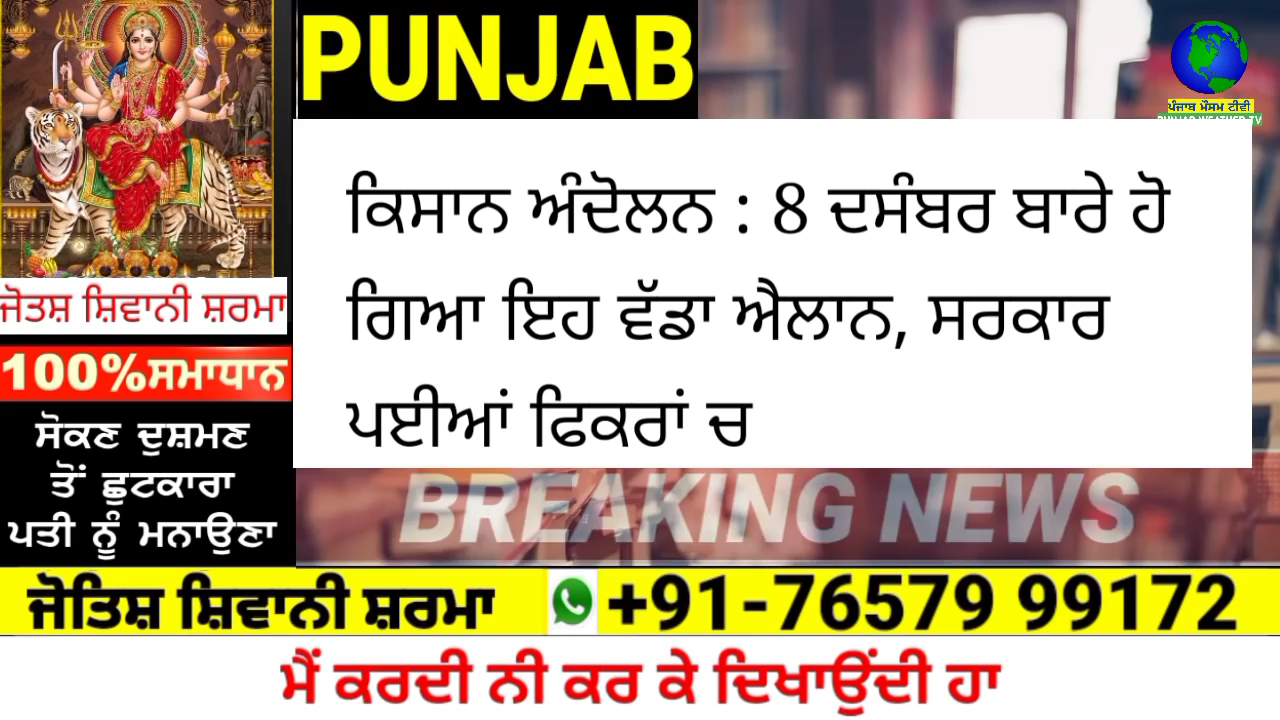 PUNJAB
ਪੰਜਾਬ ਮੌਸਮ ਟੀਵੀ
PUNJAB WEATHER TV
ਕਿਸਾਨ ਅੰਦੋਲਨ : 8 ਦਸੰਬਰ ਬਾਰੇ ਹੋ
ਗਿਆ ਇਹ ਵੱਡਾ ਐਲਾਨ, ਸਰਕਾਰ
ਪਈਆਂ ਫਿਕਰਾਂ ਚ
ਜੋਤਸ਼ ਸ਼ਿਵਾਨੀ ਸ਼ਰਮਾ
100%ਸਮਾਧਾਨ
ਸੋਕਣ ਦੁਸ਼ਮਣ
ਤੋਂ ਛੁਟਕਾਰਾ
ਪਤੀ ਨੂੰ ਮਨਾਉਣਾ
BREAKING NEWS
ਜੋਤਿਸ਼ ਸ਼ਿਵਾਨੀ ਸ਼ਰਮਾ +91-76579 99172
ਮੈਂ ਕਰਦੀ ਨੀ ਕਰ ਕੇ ਦਿਖਾਉਂਦੀ ਹਾ